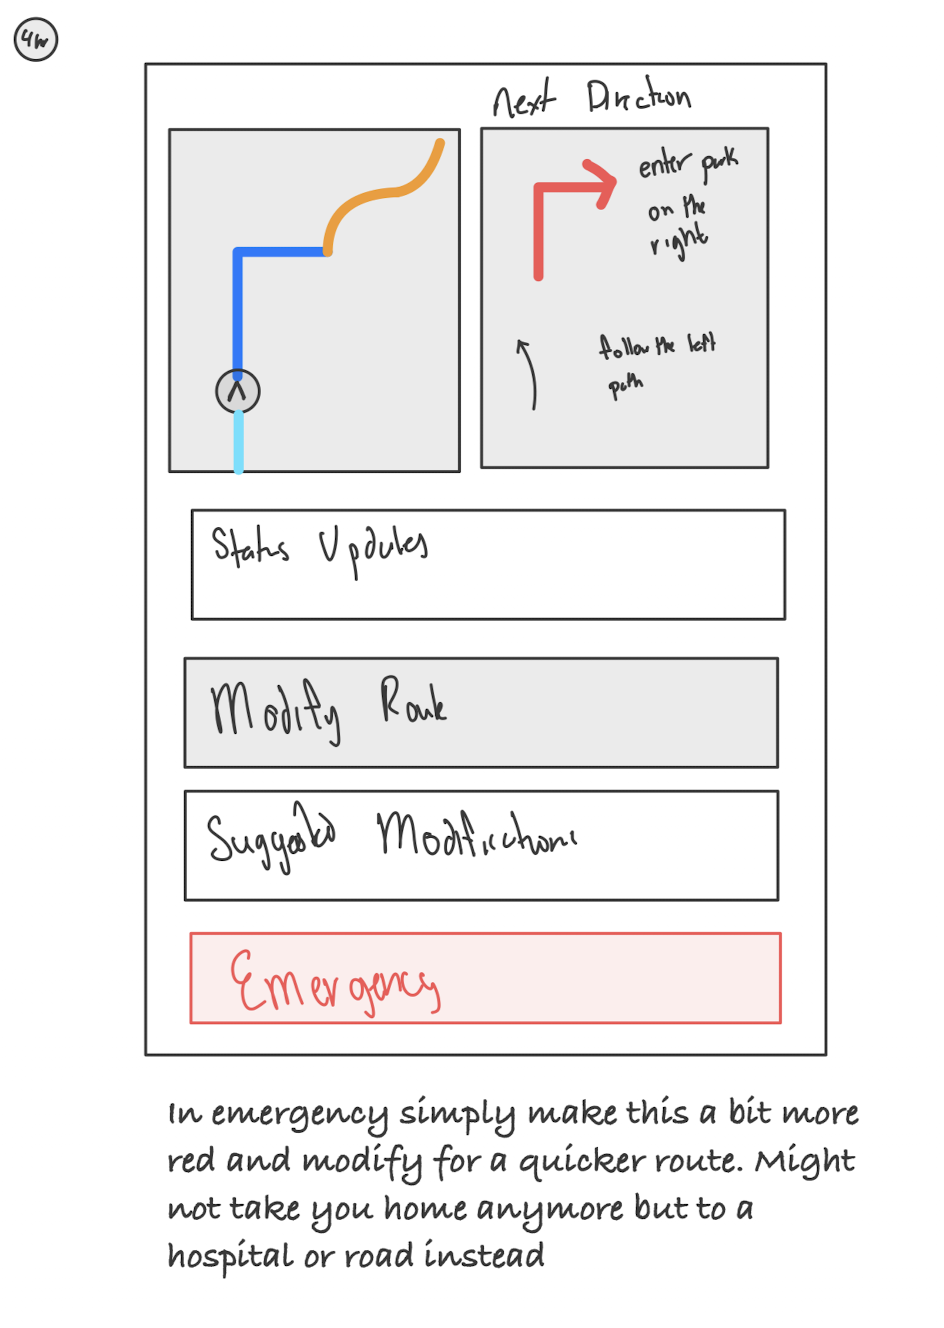 4w
Next Direction
enter park
on the
right
follow the left
path
Status Updates
Modify Route
Suggested Modifications
Emergency
In emergency simply make this a bit more
red and modify for a quicker route. Might
not take you home anymore but to a
hospital or road instead